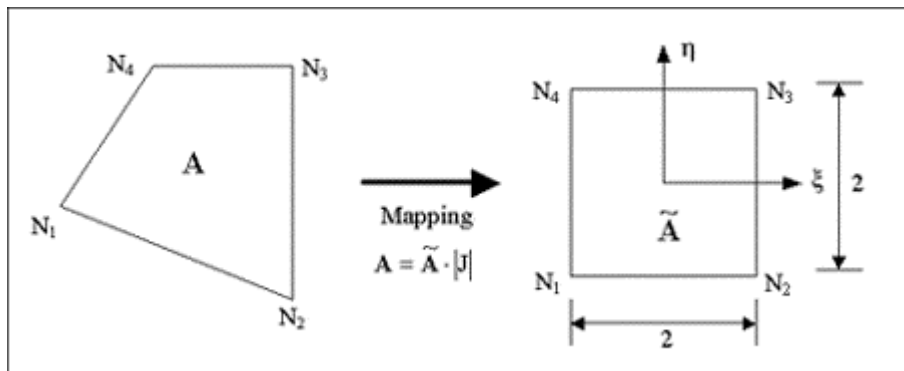 N₄
N₃
A
N₁
N₂
Mapping
A = Ã · |J|
η
N₄
N₃
ξ
2
Ã
N₁
N₂
2